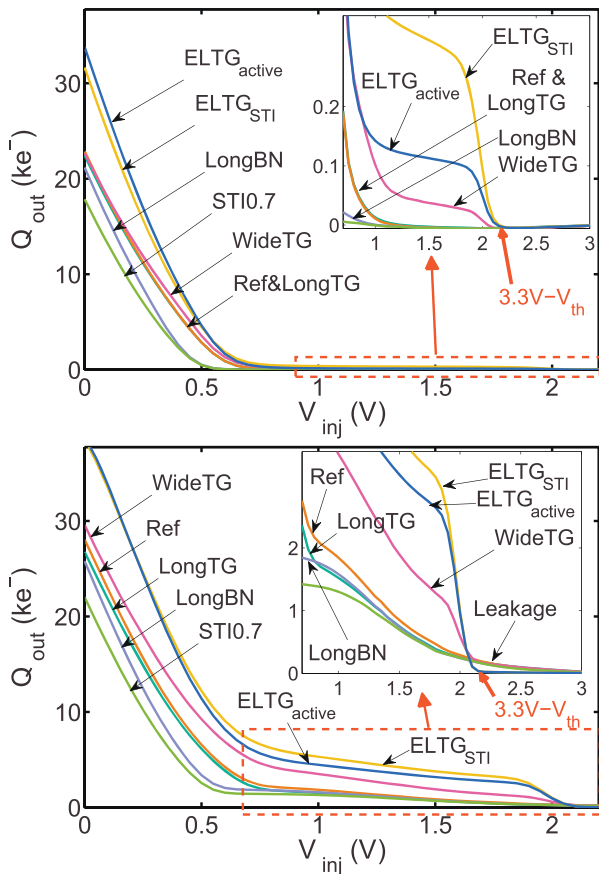 30
20
10
0
Q_out (ke⁻)
0
0.5
1
1.5
2
V_inj (V)
ELTG_active
ELTG_STI
LongBN
STI0.7
WideTG
Ref&LongTG
0.2
0.1
0
1
1.5
2
2.5
3
ELTG_STI
ELTG_active
Ref &
LongTG
LongBN
WideTG
3.3V−V_th
30
20
10
0
Q_out (ke⁻)
0
0.5
1
1.5
2
V_inj (V)
WideTG
Ref
LongTG
LongBN
STI0.7
ELTG_active
ELTG_STI
2
1
0
1
1.5
2
2.5
3
Ref
LongTG
LongBN
ELTG_STI
ELTG_active
WideTG
Leakage
3.3V−V_th